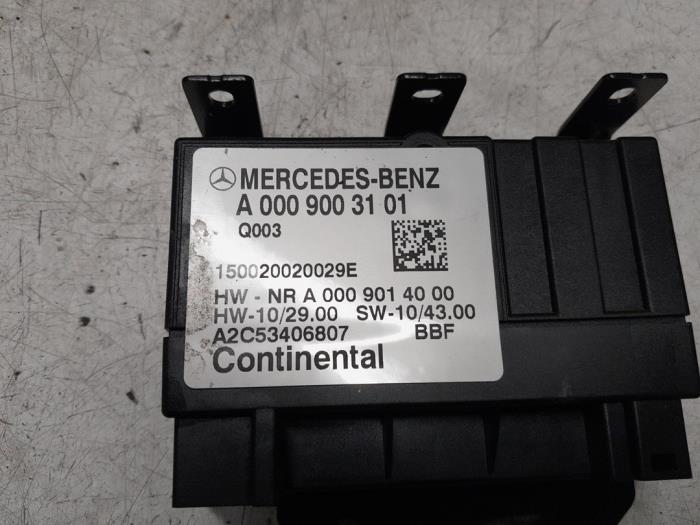 MERCEDES-BENZ
A 000 900 31 01
Q003
150020020029E
HW - NR A 000 901 40 00
HW-10/29.00 SW-10/43.00
A2C53406807 BBF
Continental